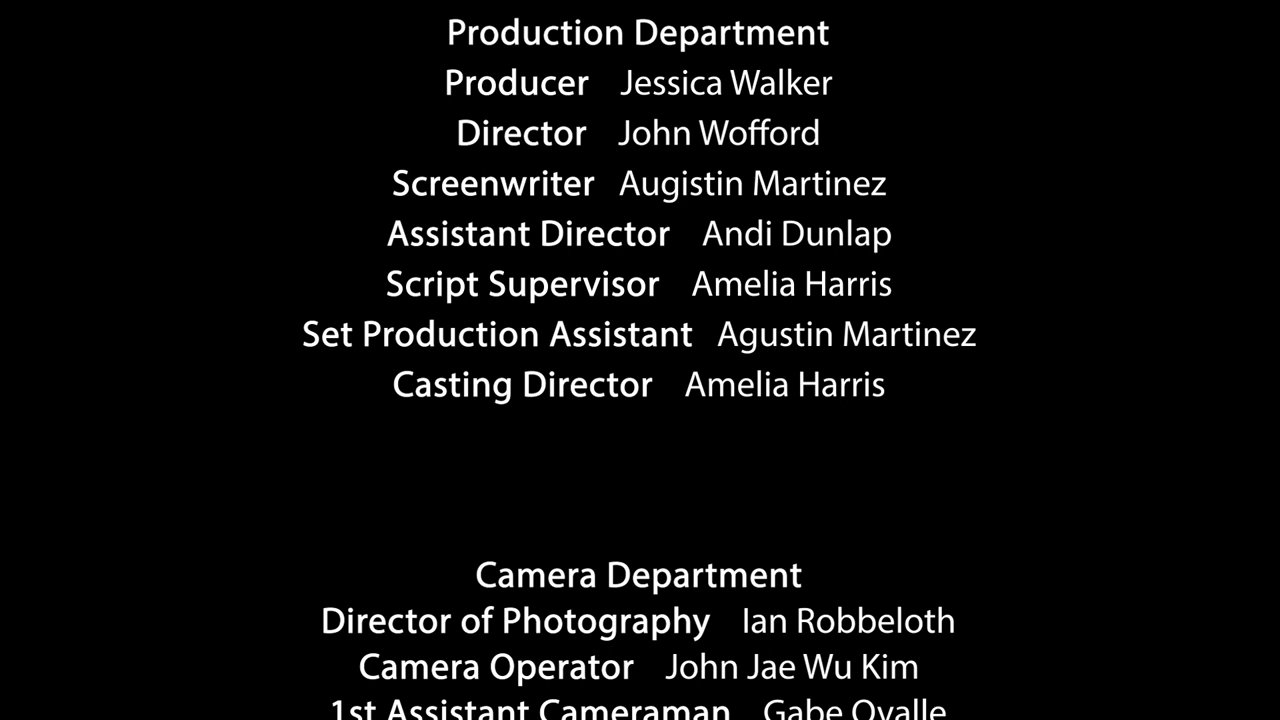 Production Department
Producer Jessica Walker
Director John Wofford
Screenwriter Augistin Martinez
Assistant Director Andi Dunlap
Script Supervisor Amelia Harris
Set Production Assistant Agustin Martinez
Casting Director Amelia Harris
Camera Department
Director of Photography Ian Robbeloth
Camera Operator John Jae Wu Kim
1st Assistant Cameraman Gabe Ovalle